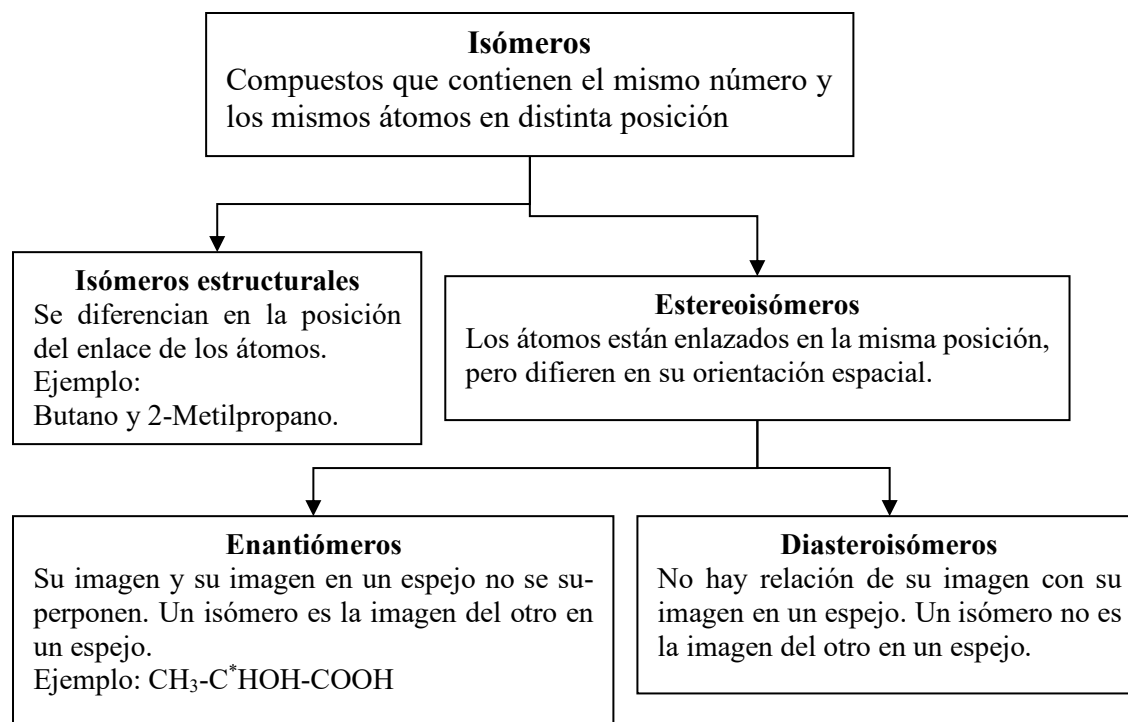 Isómeros
Compuestos que contienen el mismo número y
los mismos átomos en distinta posición
Isómeros estructurales
Se diferencian en la posición
del enlace de los átomos.
Ejemplo:
Butano y 2-Metilpropano.
Estereoisómeros
Los átomos están enlazados en la misma posición,
pero difieren en su orientación espacial.
Enantiómeros
Su imagen y su imagen en un espejo no se su-
perponen. Un isómero es la imagen del otro en
un espejo.
Ejemplo: CH₃-C*HOH-COOH
Diasteroisómeros
No hay relación de su imagen con su
imagen en un espejo. Un isómero no es
la imagen del otro en un espejo.